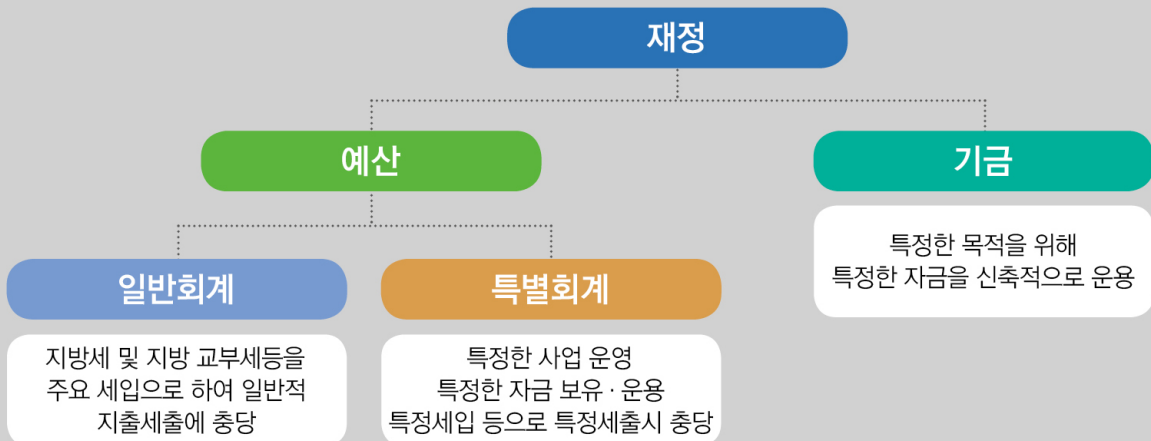 재정
예산
기금
특정한 목적을 위해
특정한 자금을 신축적으로 운용
일반회계
특별회계
지방세 및 지방 교부세등을
주요 세입으로 하여 일반적
지출세출에 충당
특정한 사업 운영
특정한 자금 보유 · 운용
특정세입 등으로 특정세출시 충당